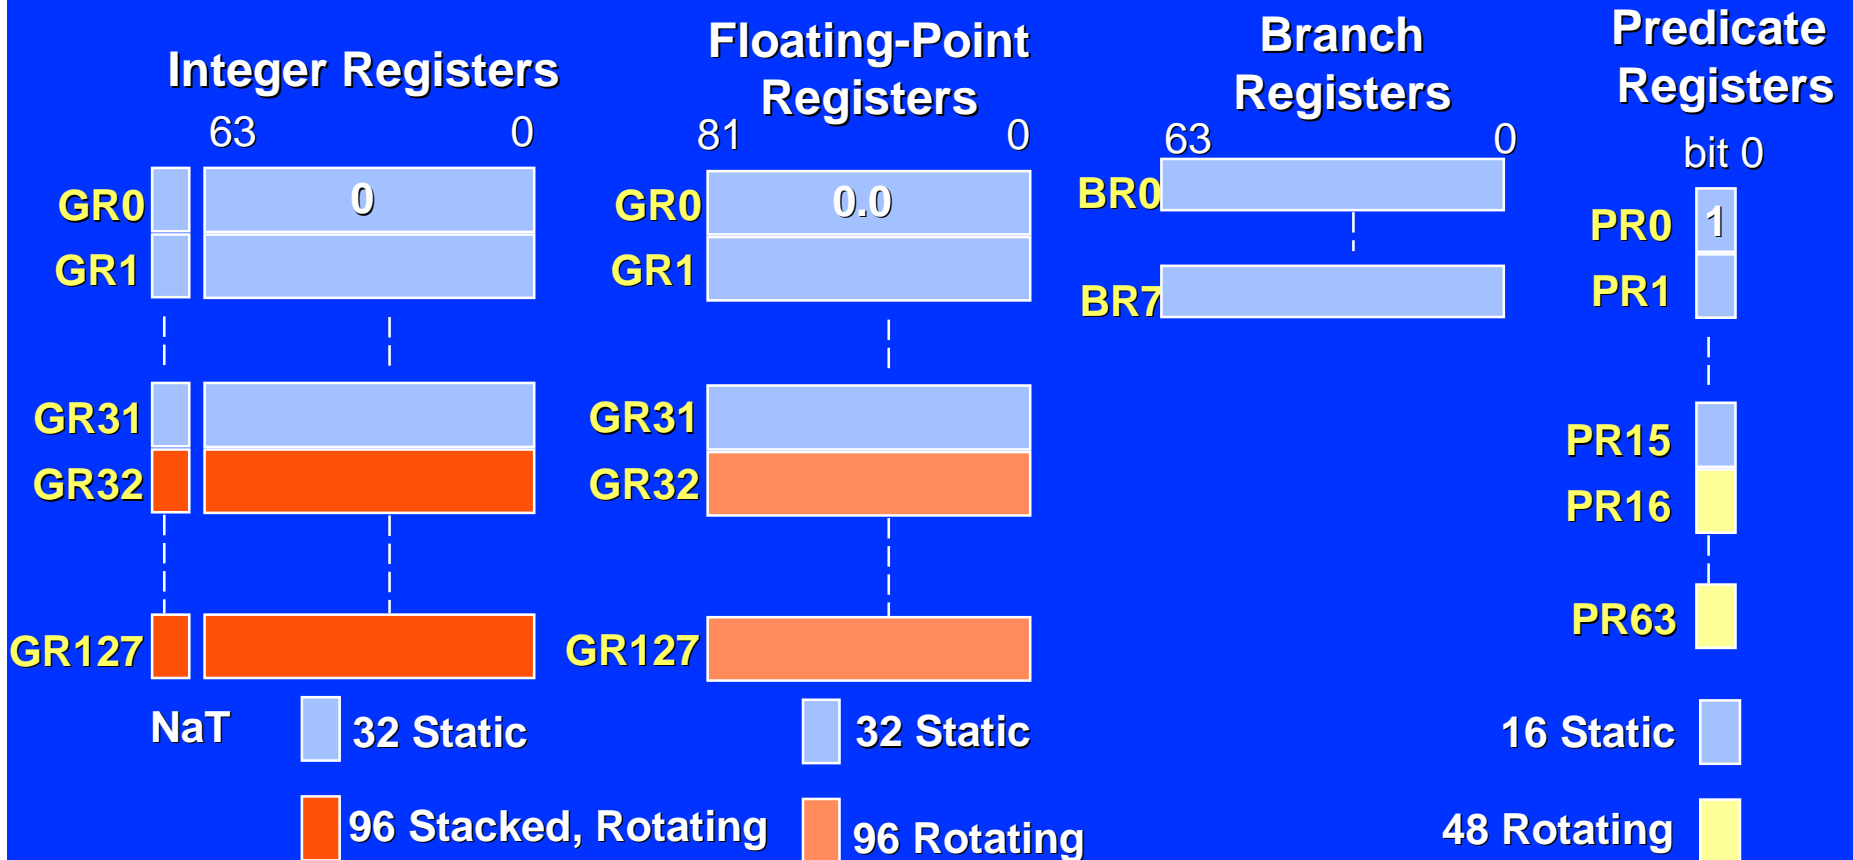 Integer Registers
63 0
GR0 0
GR1
GR31
GR32
GR127
NaT
32 Static
96 Stacked, Rotating
Floating-Point
Registers
81 0
GR0 0.0
GR1
GR31
GR32
GR127
32 Static
96 Rotating
Branch
Registers
63 0
BR0
BR7
Predicate
Registers
bit 0
PR0 1
PR1
PR15
PR16
PR63
16 Static
48 Rotating